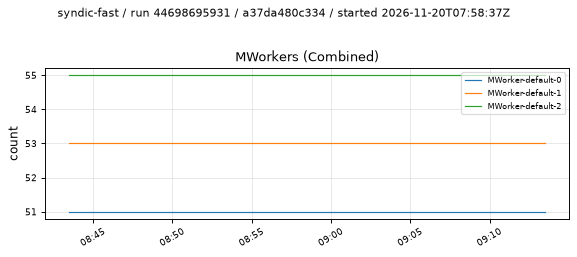 syndic-fast / run 44698695931 / a37da480c334 / started 2026-11-20T07:58:37Z
MWorkers (Combined)
MWorker-default-0
MWorker-default-1
MWorker-default-2
count
55
54
53
52
51
08:45
08:50
08:55
09:00
09:05
09:10